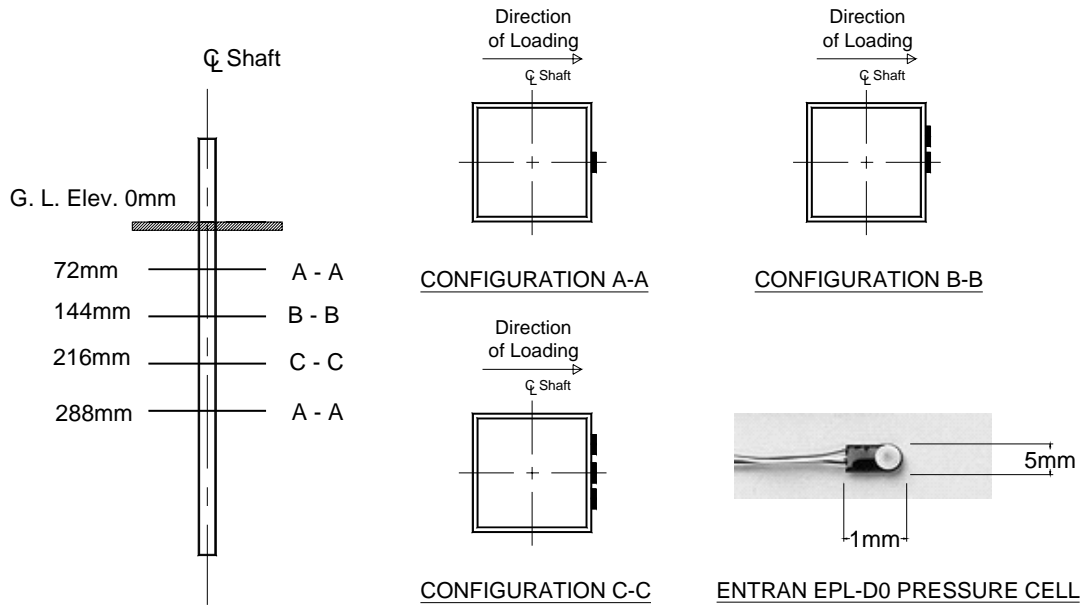 ℄ Shaft
G. L. Elev. 0mm
72mm
A - A
144mm
B - B
216mm
C - C
288mm
A - A
Direction
of Loading
℄ Shaft
CONFIGURATION A-A
Direction
of Loading
℄ Shaft
CONFIGURATION B-B
Direction
of Loading
℄ Shaft
CONFIGURATION C-C
5mm
1mm
ENTRAN EPL-D0 PRESSURE CELL